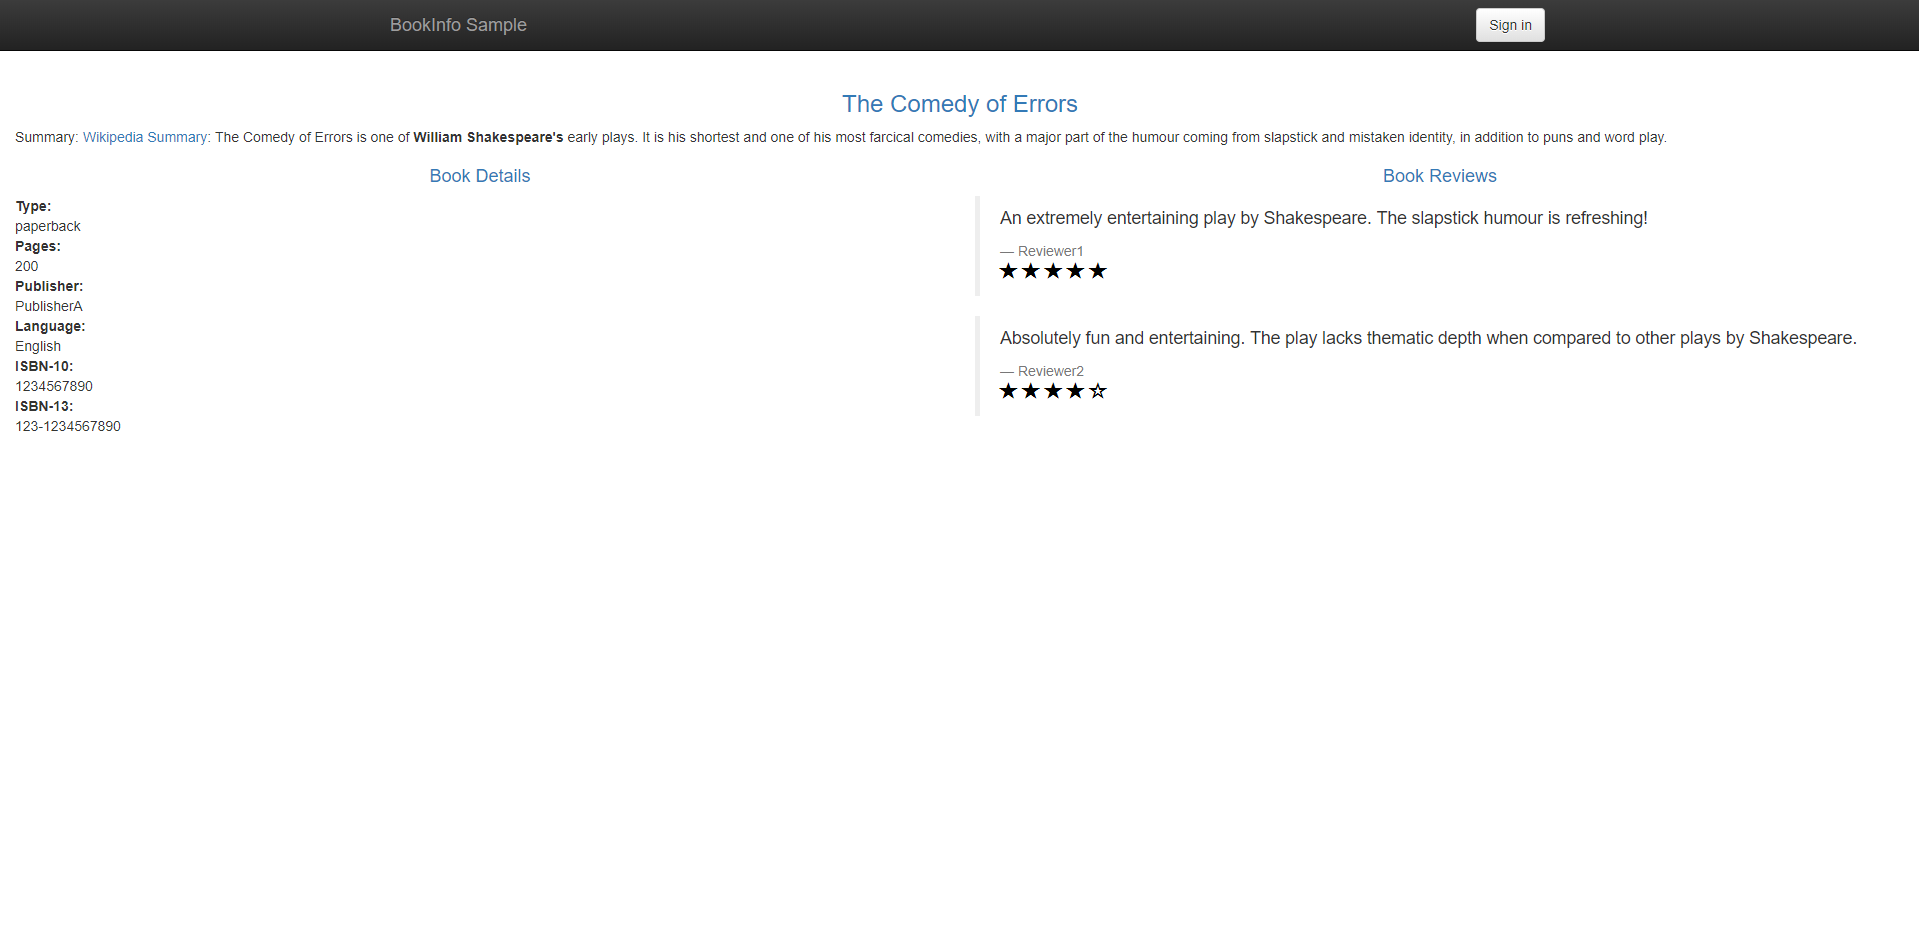 BookInfo Sample
Sign in
The Comedy of Errors
Summary: Wikipedia Summary: The Comedy of Errors is one of William Shakespeare's early plays. It is his shortest and one of his most farcical comedies, with a major part of the humour coming from slapstick and mistaken identity, in addition to puns and word play.
Book Details
Type:
paperback
Pages:
200
Publisher:
PublisherA
Language:
English
ISBN-10:
1234567890
ISBN-13:
123-1234567890
Book Reviews
An extremely entertaining play by Shakespeare. The slapstick humour is refreshing!
— Reviewer1
★★★★★
Absolutely fun and entertaining. The play lacks thematic depth when compared to other plays by Shakespeare.
— Reviewer2
★★★★☆